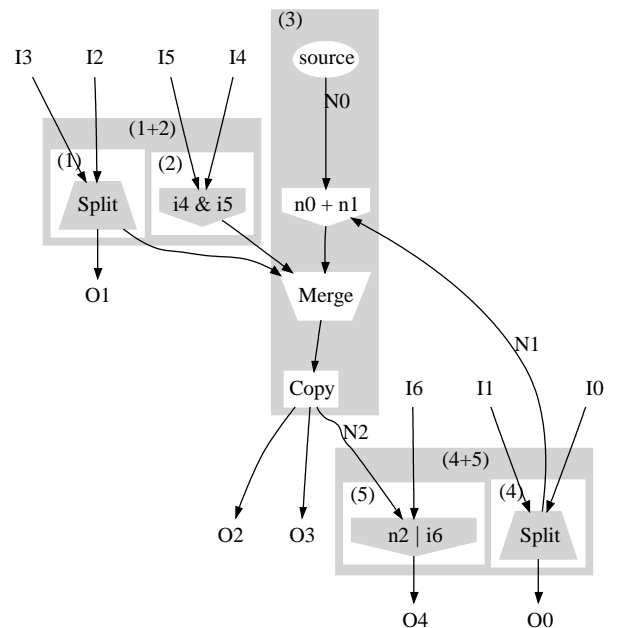 (3)
I3
I2
I5
I4
source
N0
(1+2)
(1)
(2)
Split
i4 & i5
n0 + n1
O1
Merge
N1
Copy
I6
I1
I0
N2
(4+5)
(5)
(4)
O2
O3
n2 | i6
Split
O4
O0